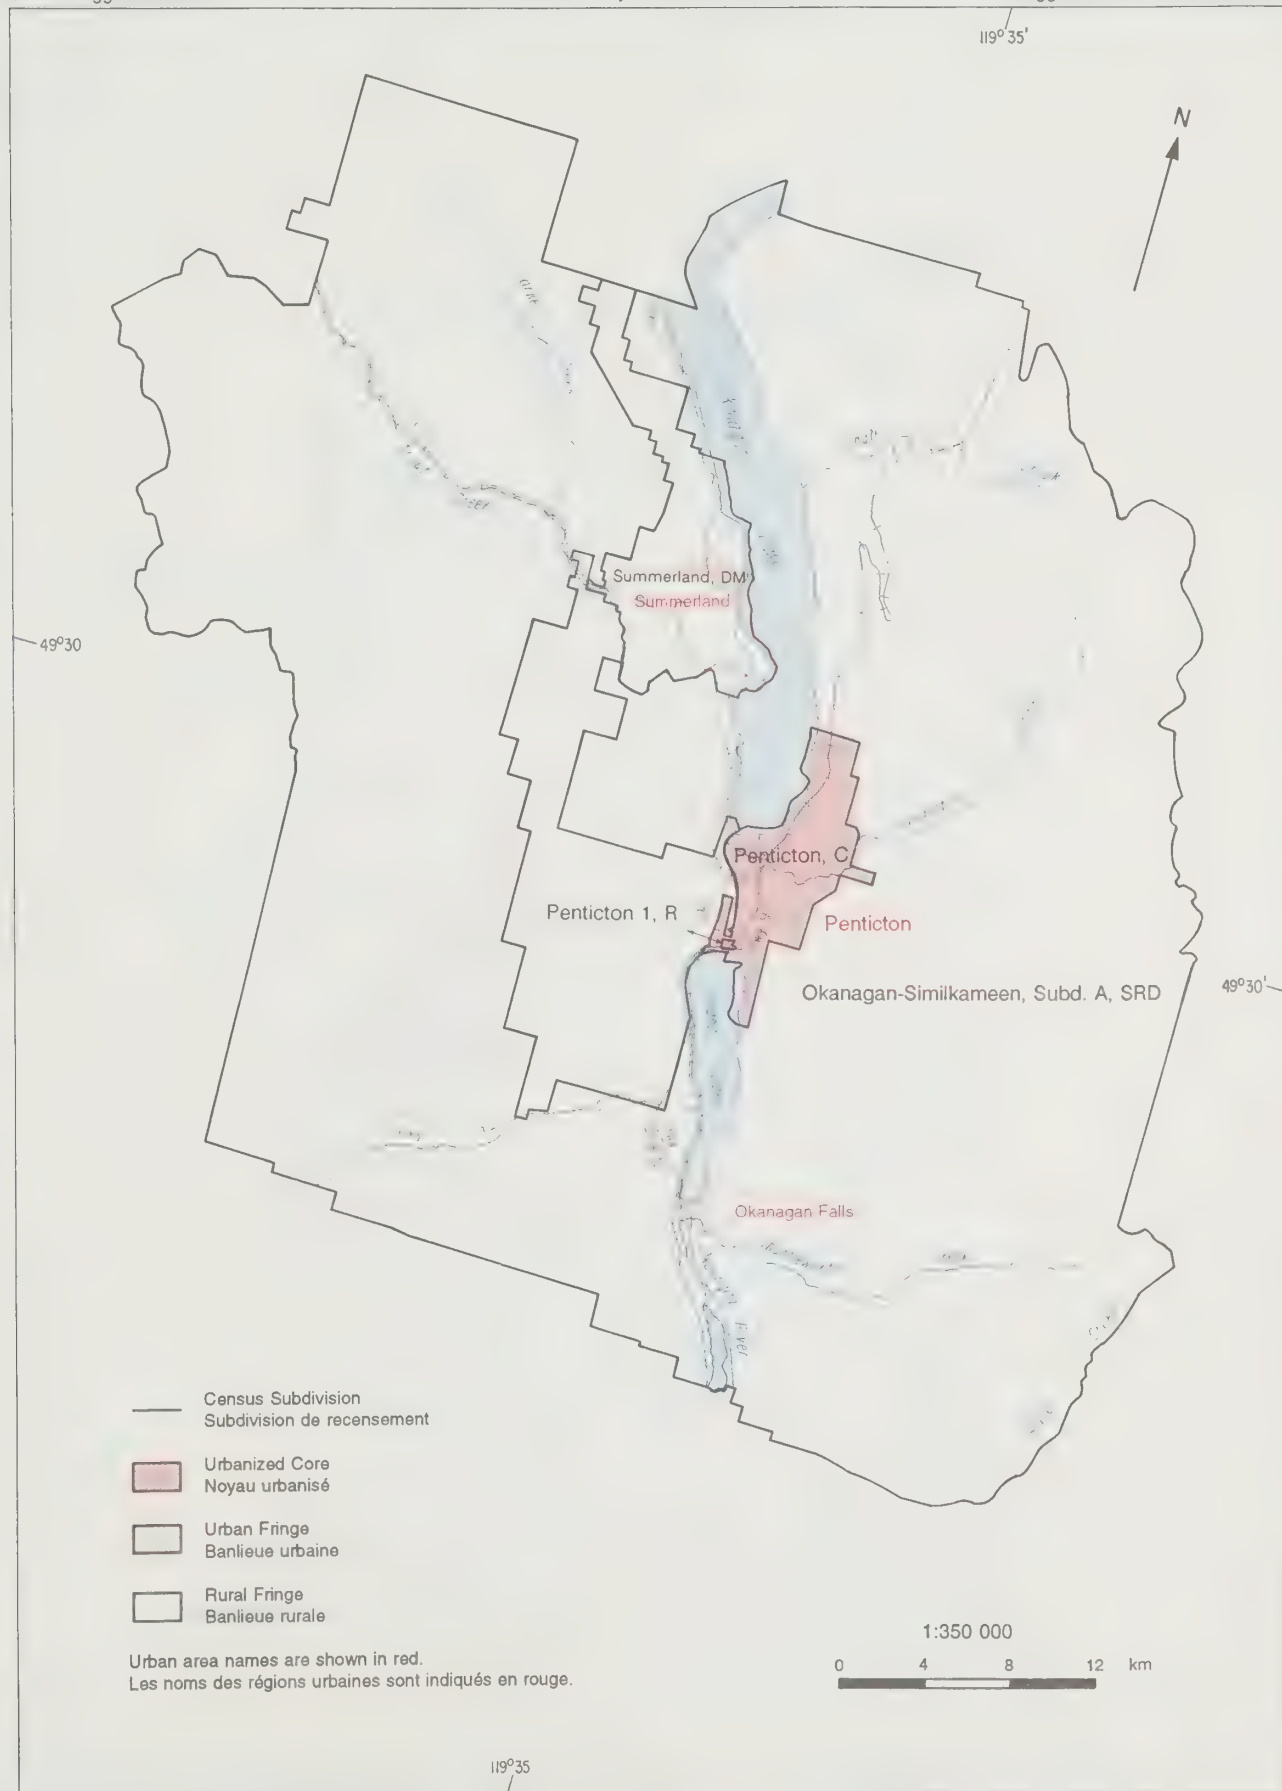 119°35'
N
49°30
Summerland, DM
Summerland
Penticton, C
Penticton 1, R
Penticton
Okanagan-Similkameen, Subd. A, SRD
49°30'
Okanagan Falls
River
Census Subdivision
Subdivision de recensement
Urbanized Core
Noyau urbanisé
Urban Fringe
Banlieue urbaine
Rural Fringe
Banlieue rurale
Urban area names are shown in red.
Les noms des régions urbaines sont indiqués en rouge.
1:350 000
0 4 8 12 km
119°35